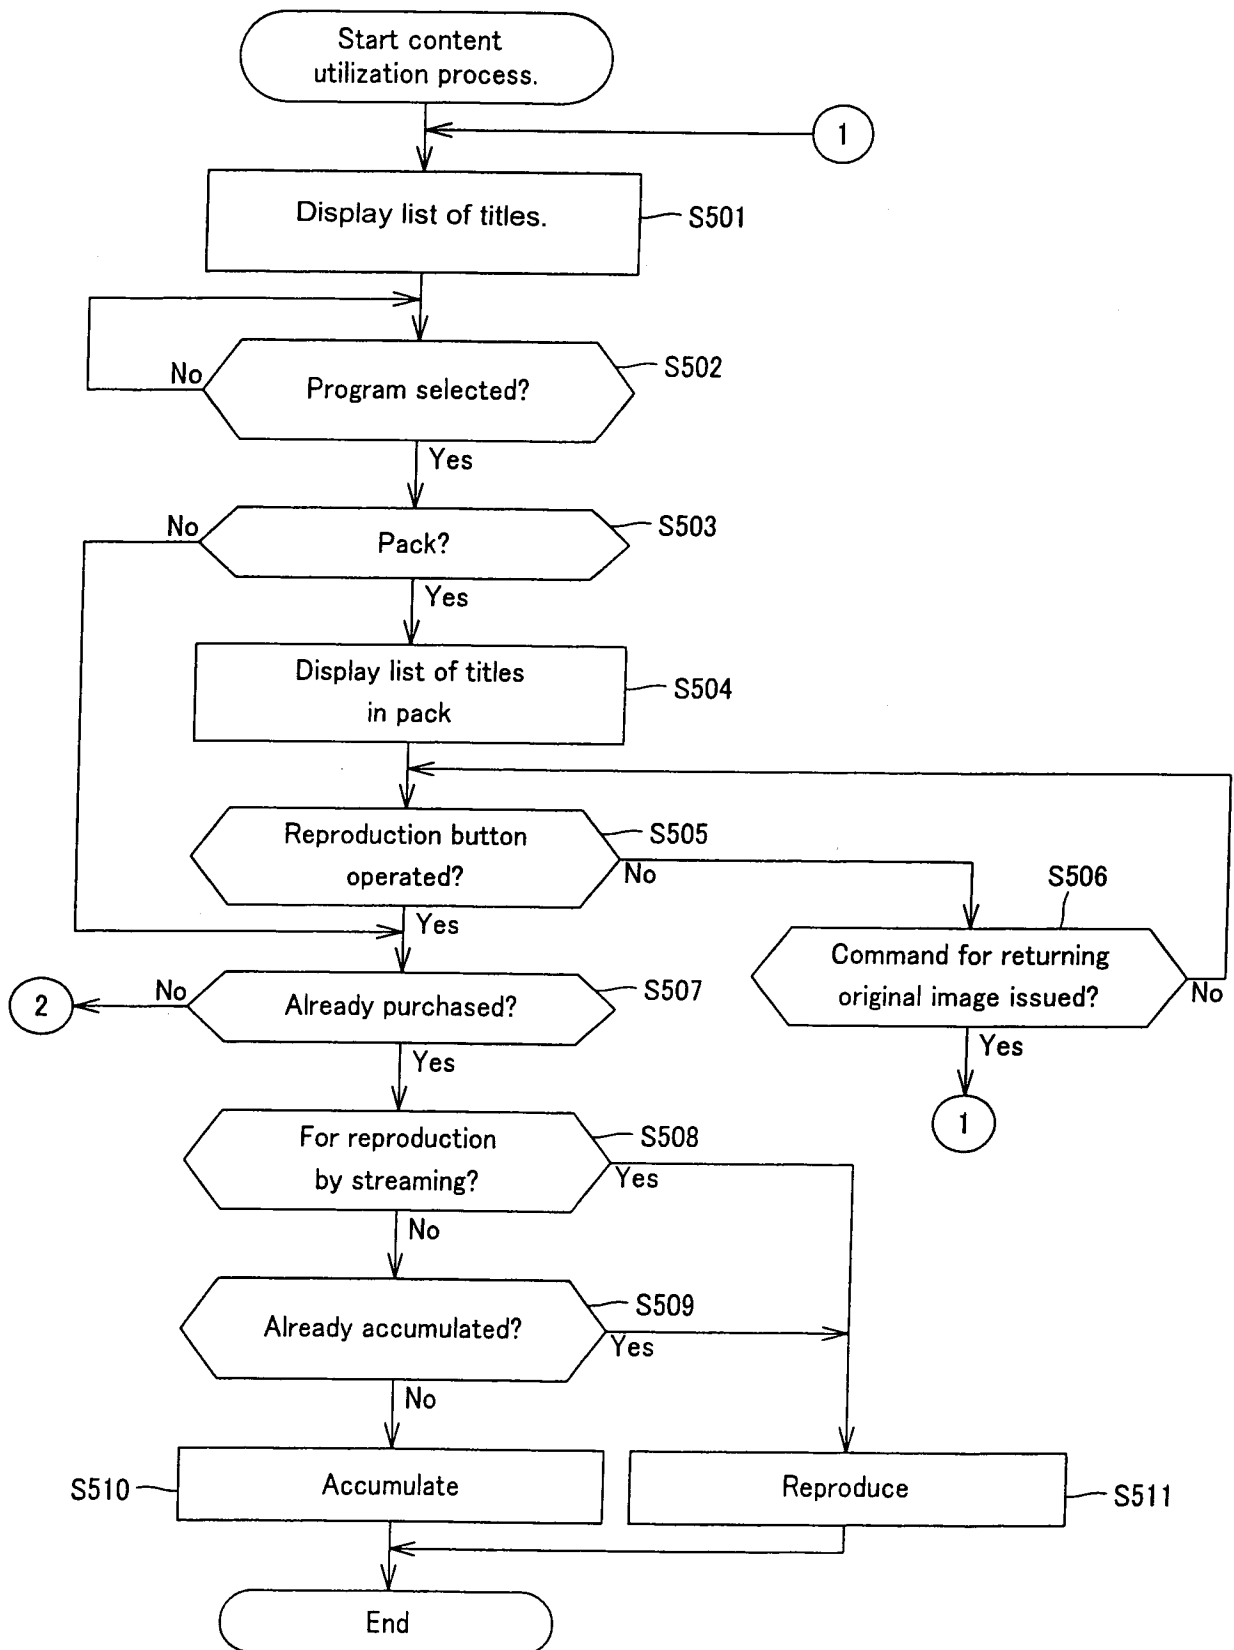 Start content
utilization process.
1
Display list of titles.
S501
S502
No
Program selected?
Yes
No
S503
Pack?
Yes
Display list of titles
in pack
S504
Reproduction button
operated?
S505
No
Yes
S506
Command for returning
original image issued?
No
Yes
1
2
No
Already purchased?
S507
Yes
For reproduction
by streaming?
S508
Yes
No
Already accumulated?
S509
Yes
No
S510
Accumulate
Reproduce
S511
End